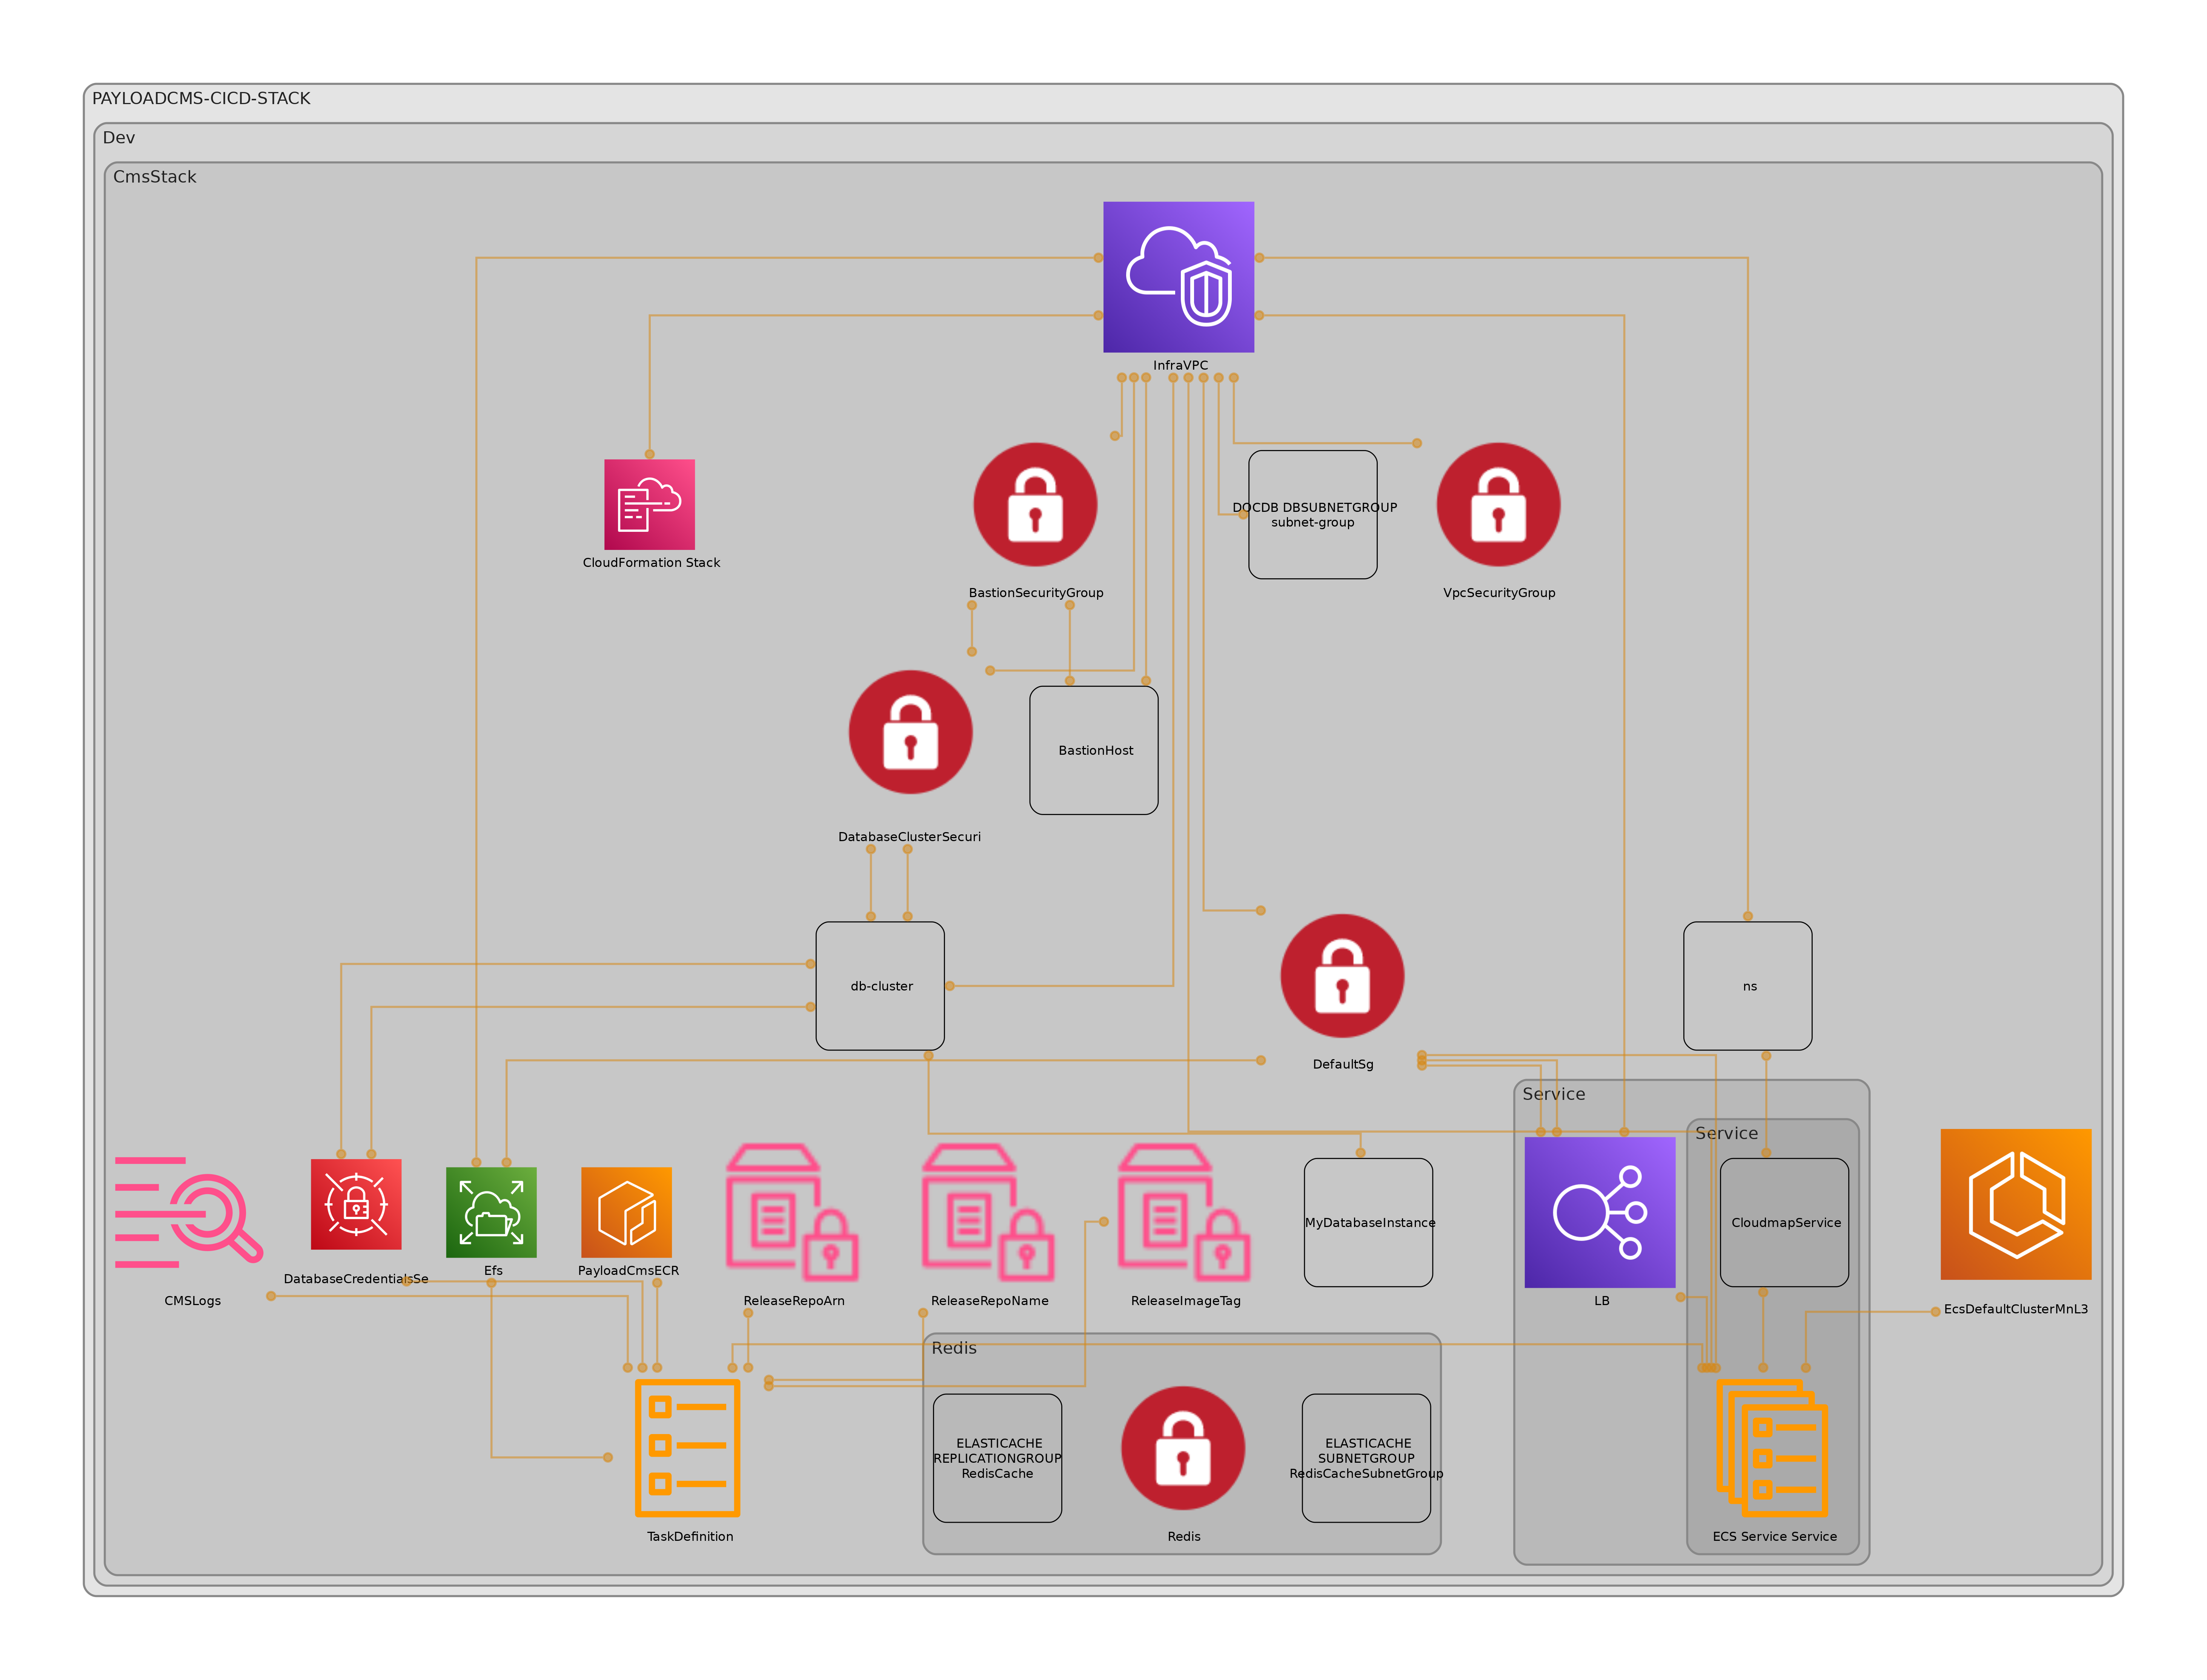 PAYLOADCMS-CICD-STACK
Dev
CmsStack
InfraVPC
CloudFormation Stack
BastionSecurityGroup
DOCDB DBSUBNETGROUP
subnet-group
VpcSecurityGroup
BastionHost
DatabaseClusterSecuri
db-cluster
DefaultSg
ns
Service
Service
CMSLogs
DatabaseCredentialsSe
Efs
PayloadCmsECR
ReleaseRepoArn
ReleaseRepoName
ReleaseImageTag
MyDatabaseInstance
LB
CloudmapService
EcsDefaultClusterMnL3
TaskDefinition
Redis
ELASTICACHE
REPLICATIONGROUP
RedisCache
Redis
ELASTICACHE
SUBNETGROUP
RedisCacheSubnetGroup
ECS Service Service